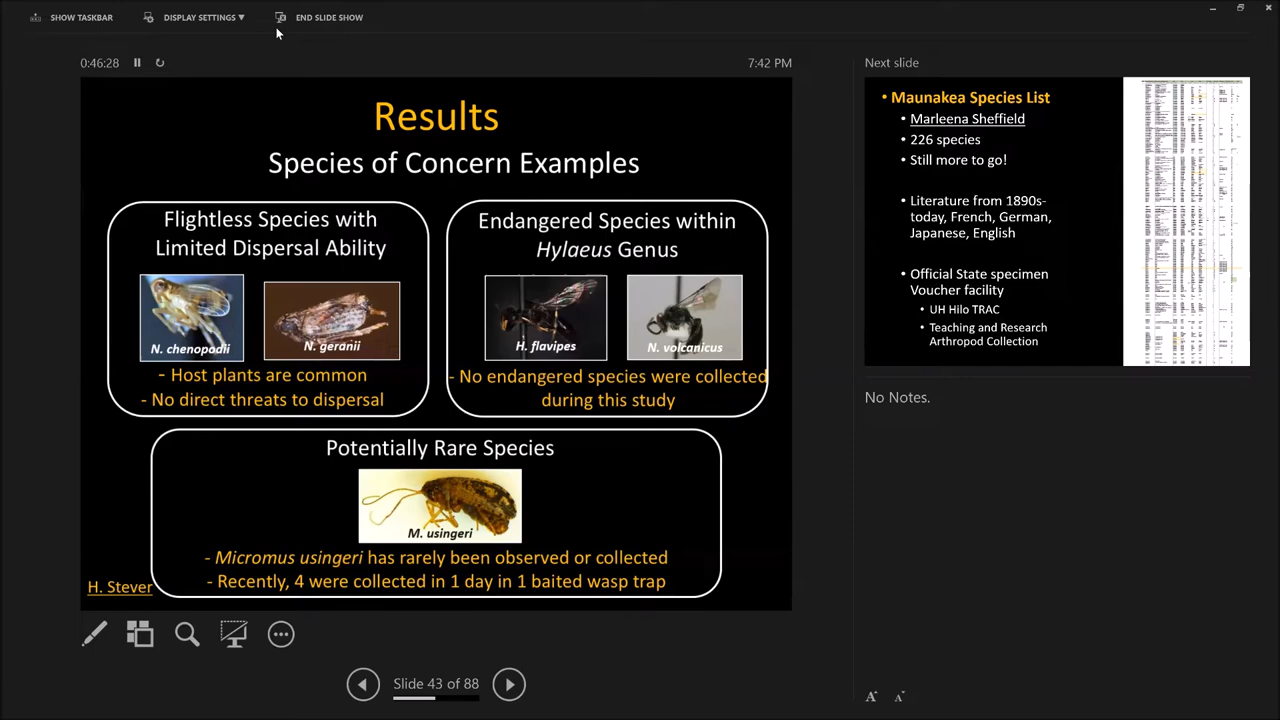 SHOW TASKBAR
DISPLAY SETTINGS ▼
END SLIDE SHOW
0:46:28
7:42 PM
Results
Species of Concern Examples
Flightless Species with
Limited Dispersal Ability
N. chenopodii
N. geranii
- Host plants are common
- No direct threats to dispersal
Endangered Species within
Hylaeus Genus
H. flavipes
N. volcanicus
- No endangered species were collected
during this study
Potentially Rare Species
M. usingeri
- Micromus usingeri has rarely been observed or collected
- Recently, 4 were collected in 1 day in 1 baited wasp trap
H. Stever
Slide 43 of 88
Next slide
• Maunakea Species List
• Marleena Sheffield
• 226 species
• Still more to go!
• Literature from 1890s-
today, French, German,
Japanese, English
• Official State specimen
Voucher facility
• UH Hilo TRAC
• Teaching and Research
Arthropod Collection
No Notes.
A
A